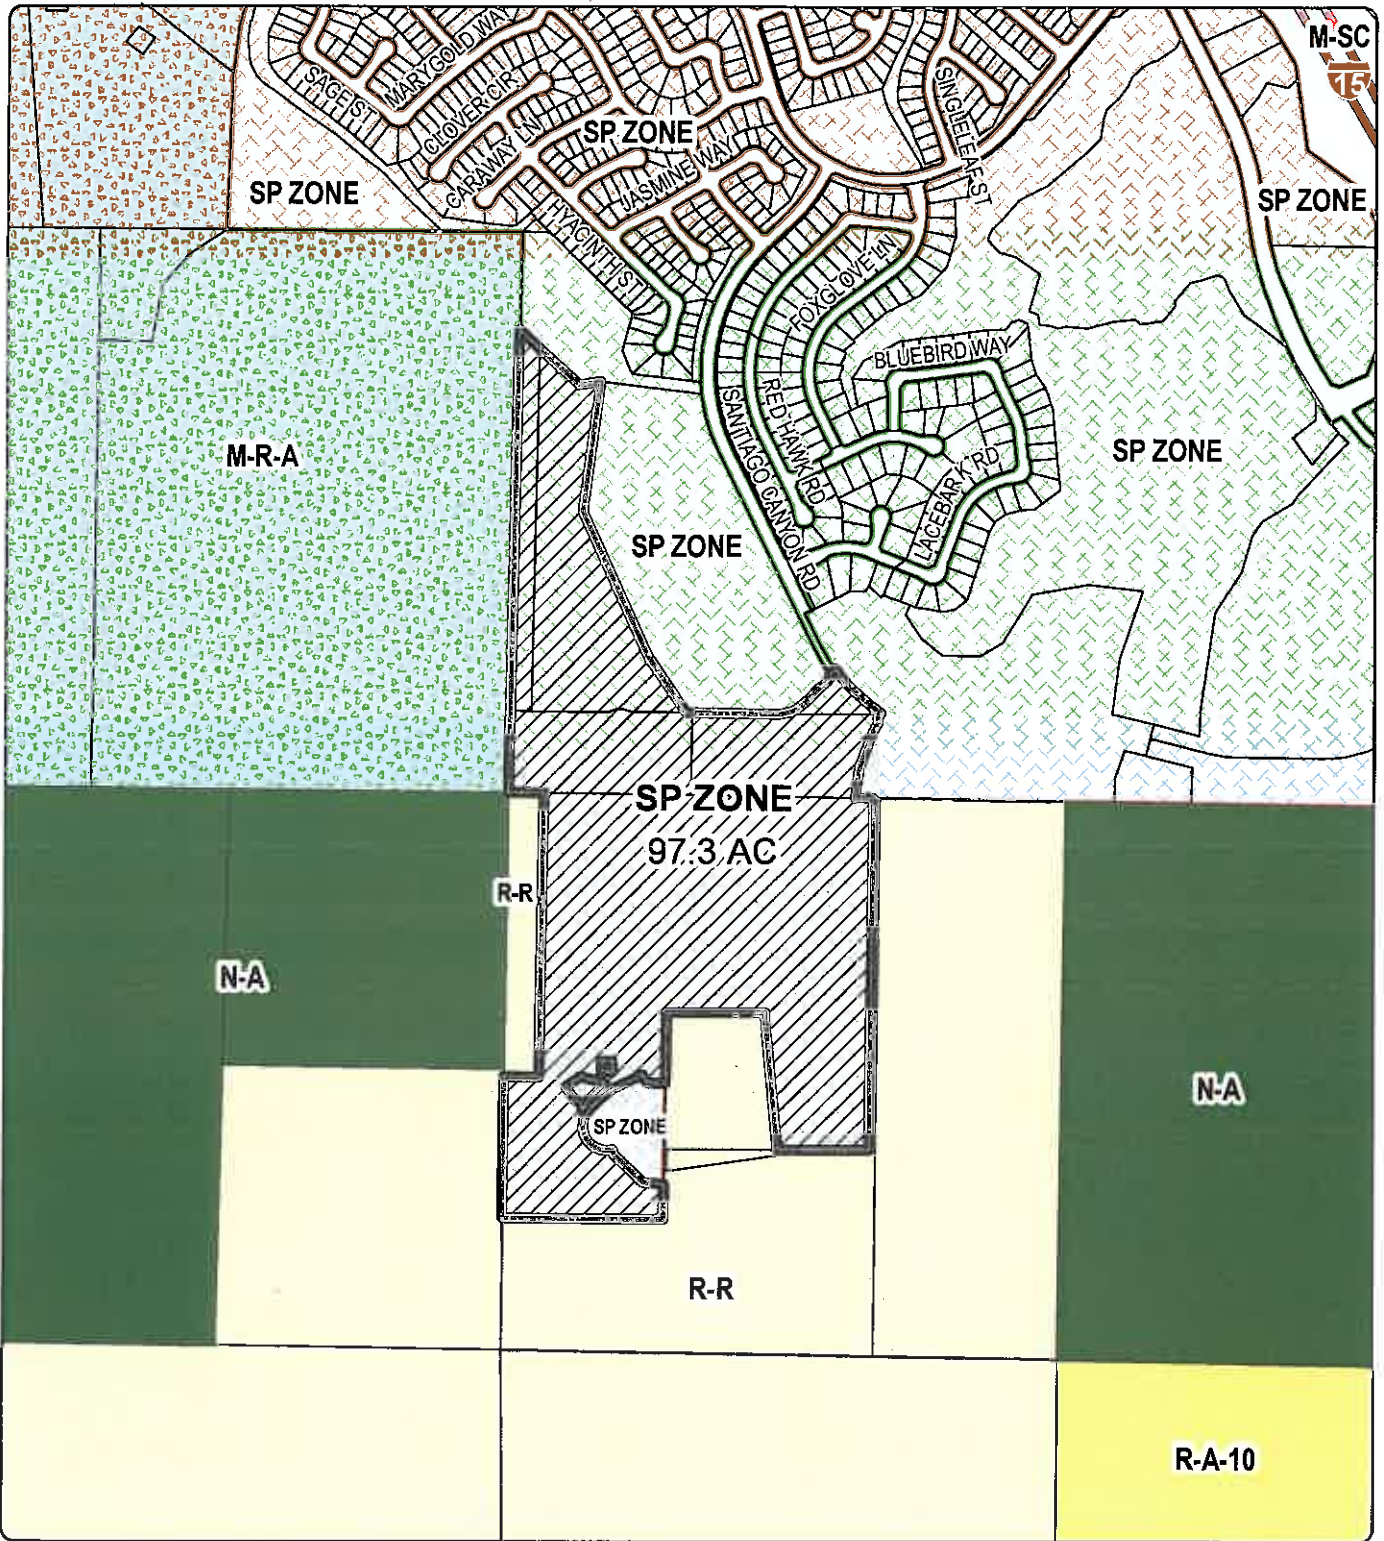 M-SC
15
MARYGOLD WAY
SAGE ST
CLOVER CIR
CARAWAY LN
SP ZONE
JASMINE WAY
SINGLELEAF ST
SP ZONE
SP ZONE
HYACINTH ST
FOXGLOVE LN
BLUEBIRD WAY
RED HAWK RD
SANTIAGO CANYON RD
LACEBARK RD
M-R-A
SP ZONE
SP ZONE
SP ZONE
97.3 AC
R-R
N-A
N-A
SP ZONE
R-R
R-A-10